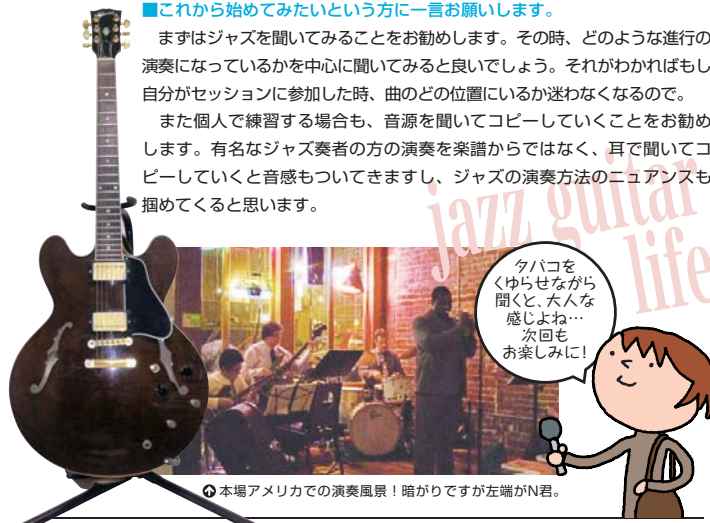 ■これから始めてみたいという方に一言お願いします。
　まずはジャズを聞いてみることをお勧めします。その時、どのような進行の
演奏になっているかを中心に聞いてみると良いでしょう。それがわかればもし
自分がセッションに参加した時、曲のどの位置にいるか迷わなくなるので。
　また個人で練習する場合も、音源を聞いてコピーしていくことをお勧め
します。有名なジャズ奏者の方の演奏を楽譜からではなく、耳で聞いてコ
ピーしていくと音感もついてきますし、ジャズの演奏方法のニュアンスも
掴めてくると思います。
jazz guitar
life
タバコを
くゆらせながら
聞くと、大人な
感じよね…
次回も
お楽しみに!
本場アメリカでの演奏風景！暗がりですが左端がN君。